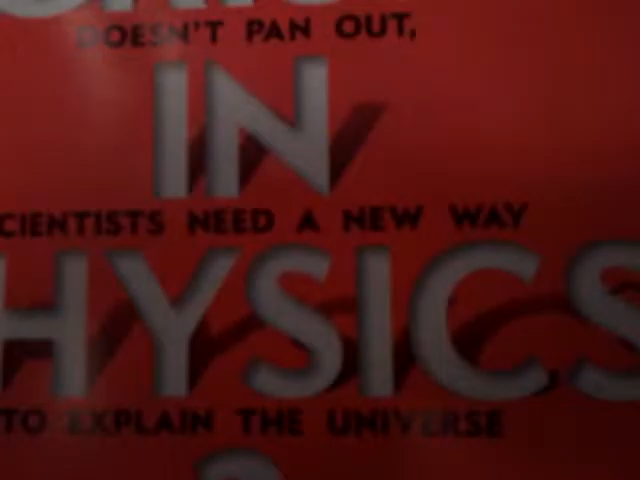 DOESN'T PAN OUT,
IN
CIENTISTS NEED A NEW WAY
HYSICS
TO EXPLAIN THE UNIVERSE